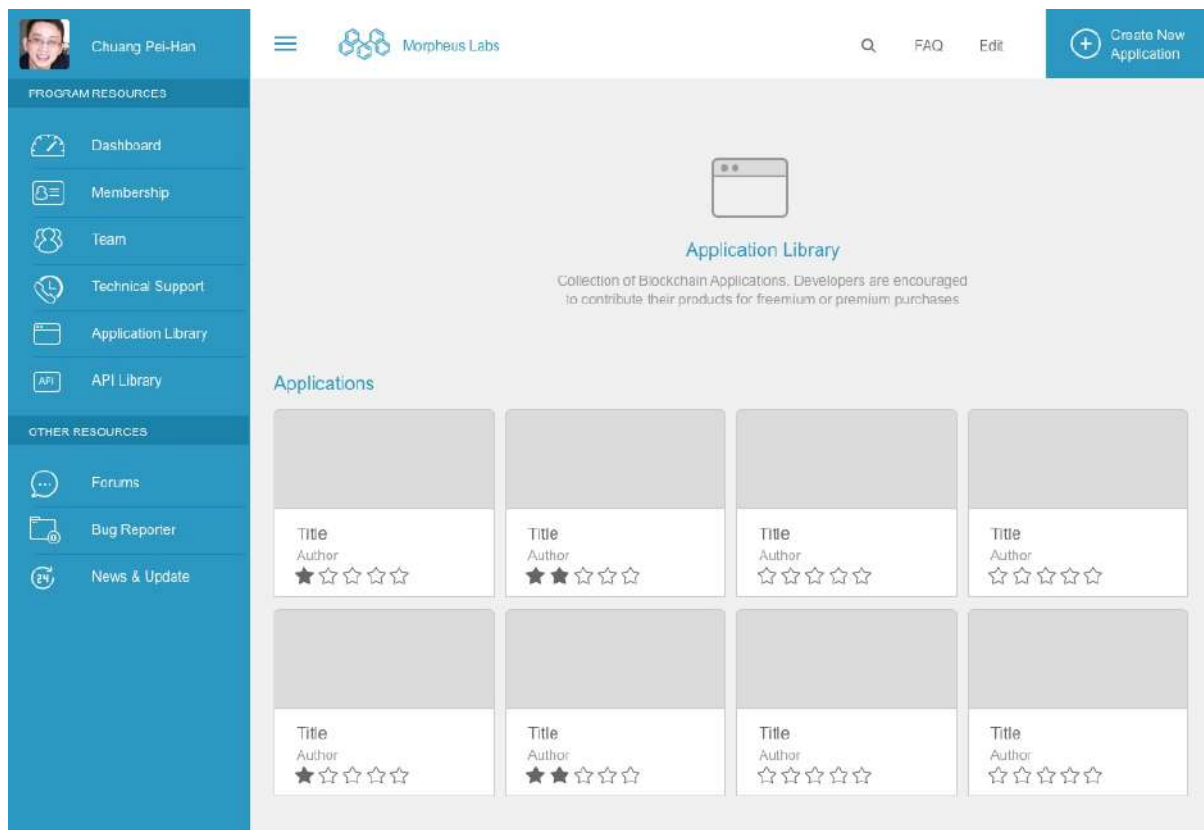 Chuang Pei-Han
Morpheus Labs
FAQ
Edit
Create New
Application
PROGRAM RESOURCES
Dashboard
Membership
Team
Technical Support
Application Library
API
API Library
OTHER RESOURCES
Forums
Bug Reporter
24
News & Update
Application Library
Collection of Blockchain Applications. Developers are encouraged
to contribute their products for freemium or premium purchases
Applications
Title
Author
Title
Author
Title
Author
Title
Author
Title
Author
Title
Author
Title
Author
Title
Author